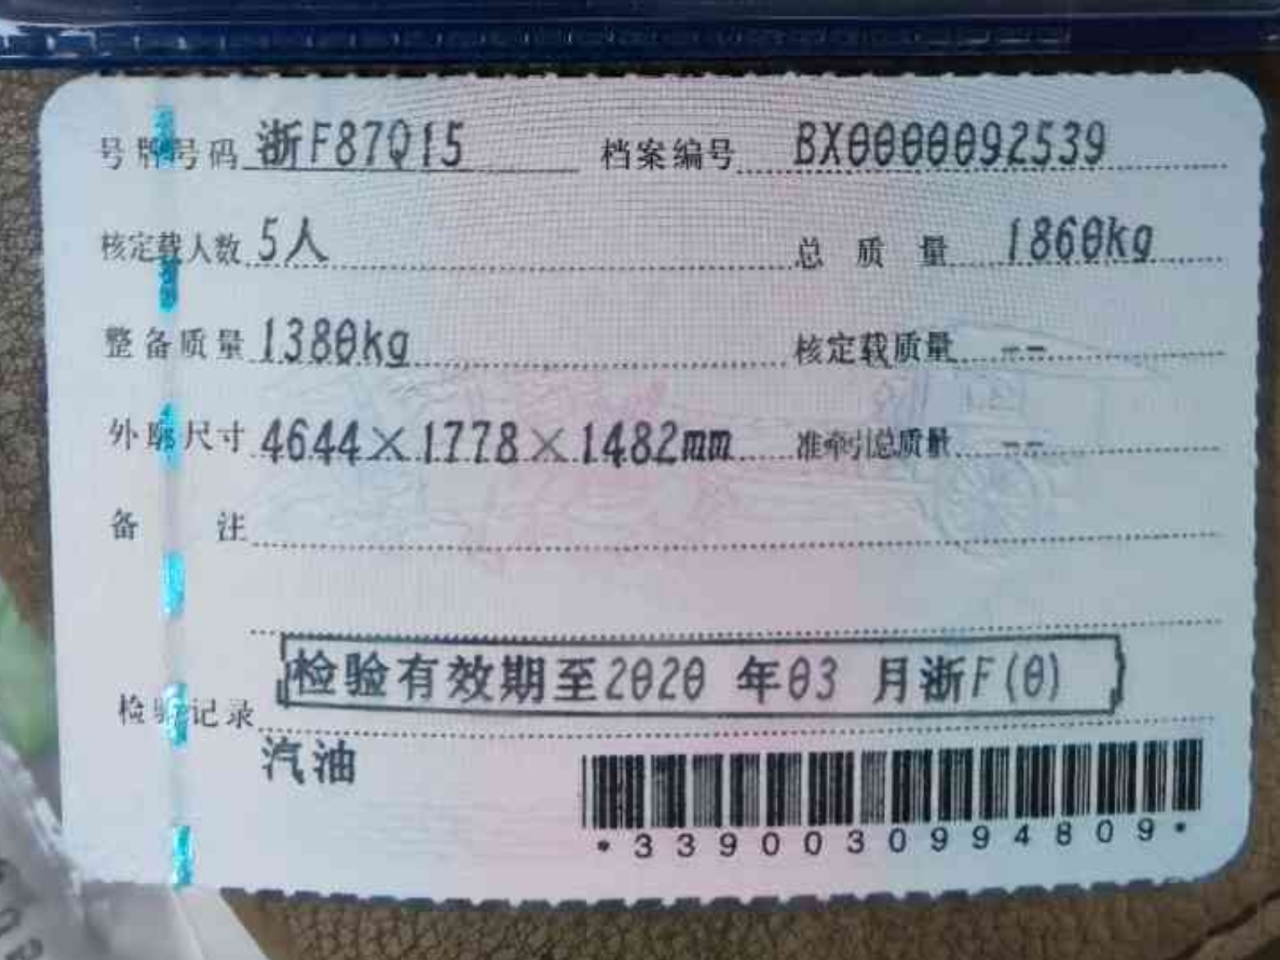 号牌号码 浙F87Q15 档案编号 BX0000092539
核定载人数 5人 总质量 1860kg
整备质量 1380kg 核定载质量 --
外廓尺寸 4644×1778×1482mm 准牵引总质量 --
备注
检验有效期至2020年03月浙F(0)
检验记录
汽油
*3390030994809*